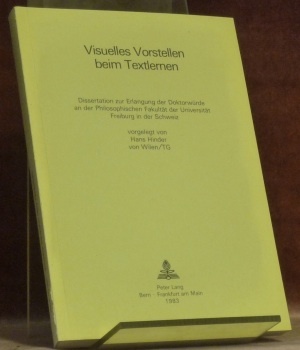 Visuelles Vorstellen
beim Textlernen
Dissertation zur Erlangung der Doktorwürde
an der Philosophischen Fakultät der Universität
Freiburg in der Schweiz
vorgelegt von
Hans Hinder
von Wilen/TG
Peter Lang
Bern Frankfurt am Main
1983